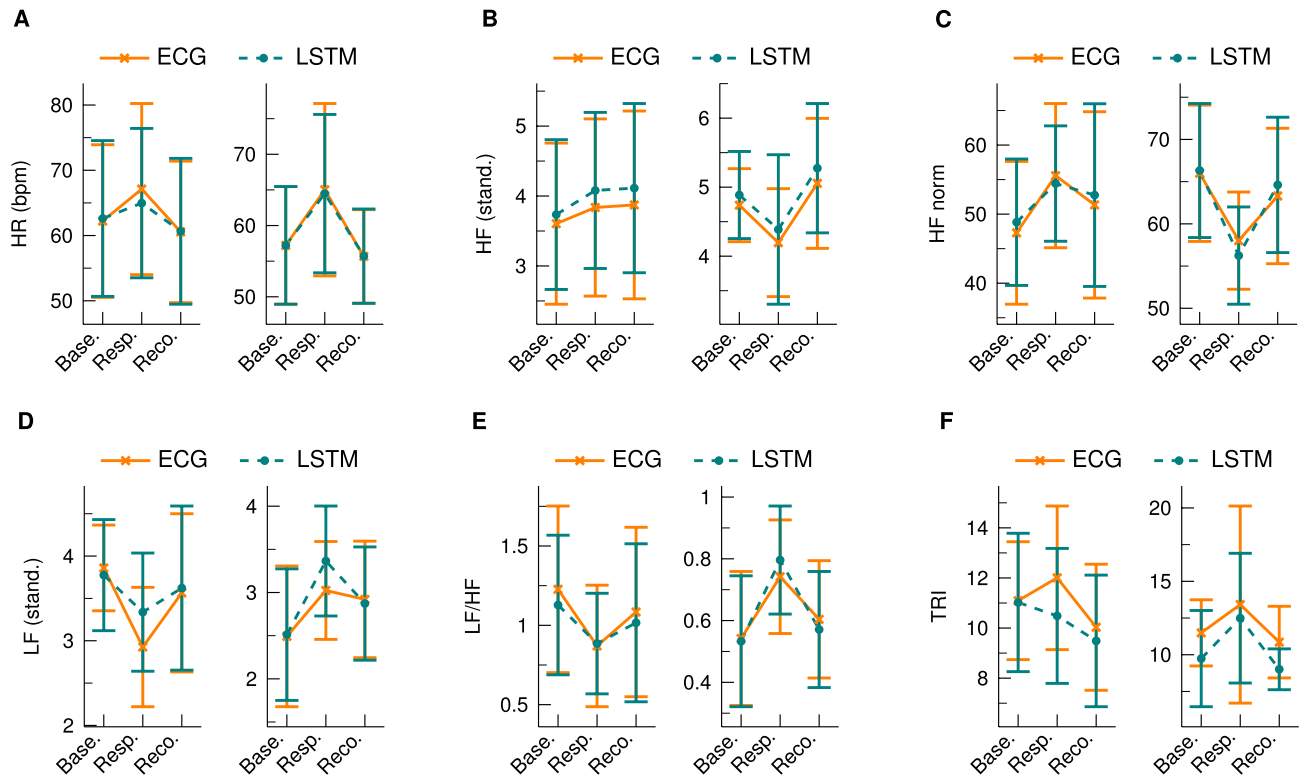 A
ECG LSTM
HR (bpm)
80
70
60
50
Base. Resp. Reco.
70
60
50
Base. Resp. Reco.
B
ECG LSTM
HF (stand.)
5
4
3
Base. Resp. Reco.
6
5
4
Base. Resp. Reco.
C
ECG LSTM
HF norm
60
50
40
Base. Resp. Reco.
70
60
50
Base. Resp. Reco.
D
ECG LSTM
LF (stand.)
4
3
2
Base. Resp. Reco.
4
3
2
Base. Resp. Reco.
E
ECG LSTM
LF/HF
1.5
1
0.5
Base. Resp. Reco.
1
0.8
0.6
0.4
Base. Resp. Reco.
F
ECG LSTM
TRI
14
12
10
8
Base. Resp. Reco.
20
15
10
Base. Resp. Reco.